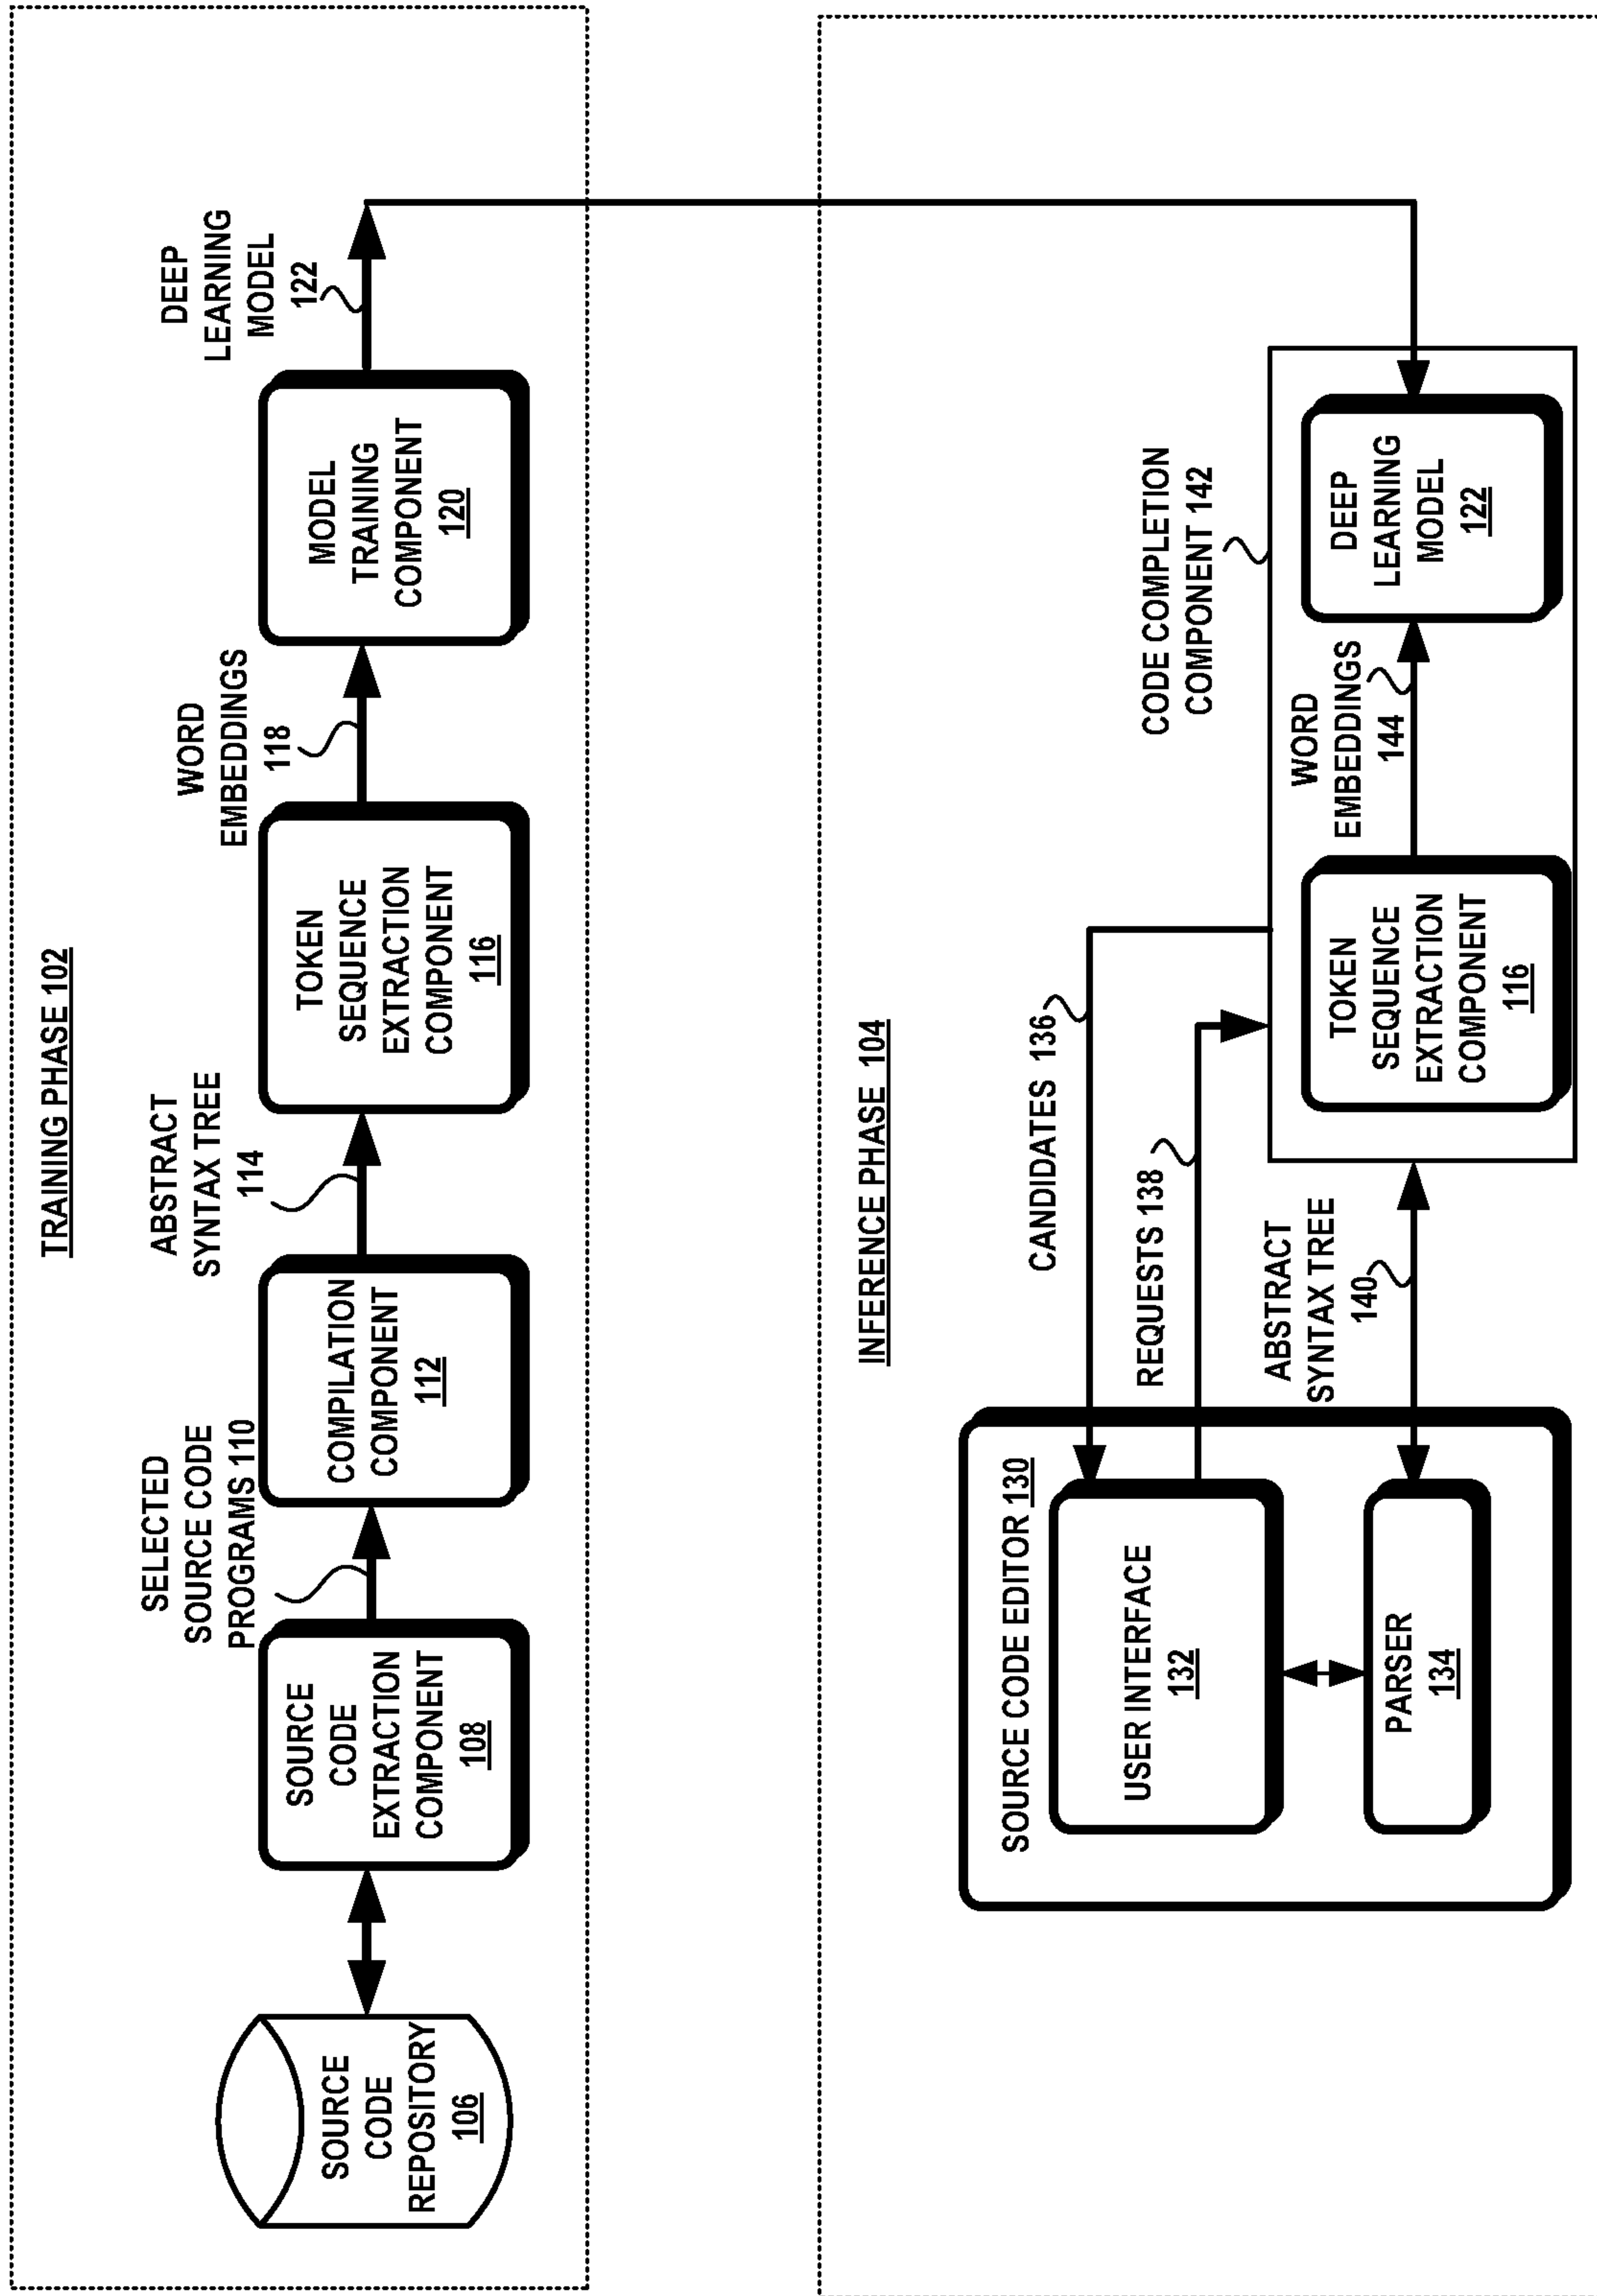 TRAINING PHASE 102
SOURCE
CODE
REPOSITORY
106
SOURCE
CODE
EXTRACTION
COMPONENT
108
SELECTED
SOURCE CODE
PROGRAMS 110
COMPILATION
COMPONENT
112
ABSTRACT
SYNTAX TREE
114
TOKEN
SEQUENCE
EXTRACTION
COMPONENT
116
WORD
EMBEDDINGS
118
MODEL
TRAINING
COMPONENT
120
DEEP
LEARNING
MODEL
122
INFERENCE PHASE 104
SOURCE CODE EDITOR 130
USER INTERFACE
132
PARSER
134
CANDIDATES 136
REQUESTS 138
ABSTRACT
SYNTAX TREE
140
CODE COMPLETION
COMPONENT 142
TOKEN
SEQUENCE
EXTRACTION
COMPONENT
116
WORD
EMBEDDINGS
144
DEEP
LEARNING
MODEL
122